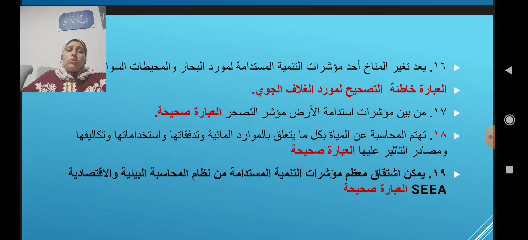 ١٦. يعد تغير المناخ أحد مؤشرات التنمية المستدامة لمورد البحار والمحيطات
العبارة خاطئة التصحيح لمورد الغلاف الجوي.
١٧. من بين مؤشرات استدامة الأرض مؤشر التصحر العبارة صحيحة.
١٨. تهتم المحاسبة عن المياة بكل ما يتعلق بالموارد المائية وتدفقاتها واستخداماتها وتكاليفها
ومصادر التأثير عليها العبارة صحيحة
١٩. يمكن اشتقاق معظم مؤشرات التنمية المستدامة من نظام المحاسبة البيئية والاقتصادية
SEEA العبارة صحيحة